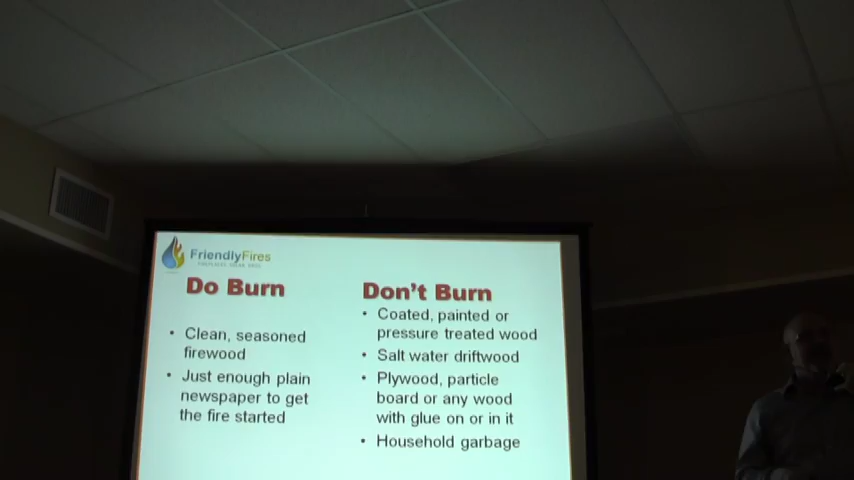 FriendlyFires
Do Burn
• Clean, seasoned
firewood
• Just enough plain
newspaper to get
the fire started
Don't Burn
• Coated, painted or
pressure treated wood
• Salt water driftwood
• Plywood, particle
board or any wood
with glue on or in it
• Household garbage